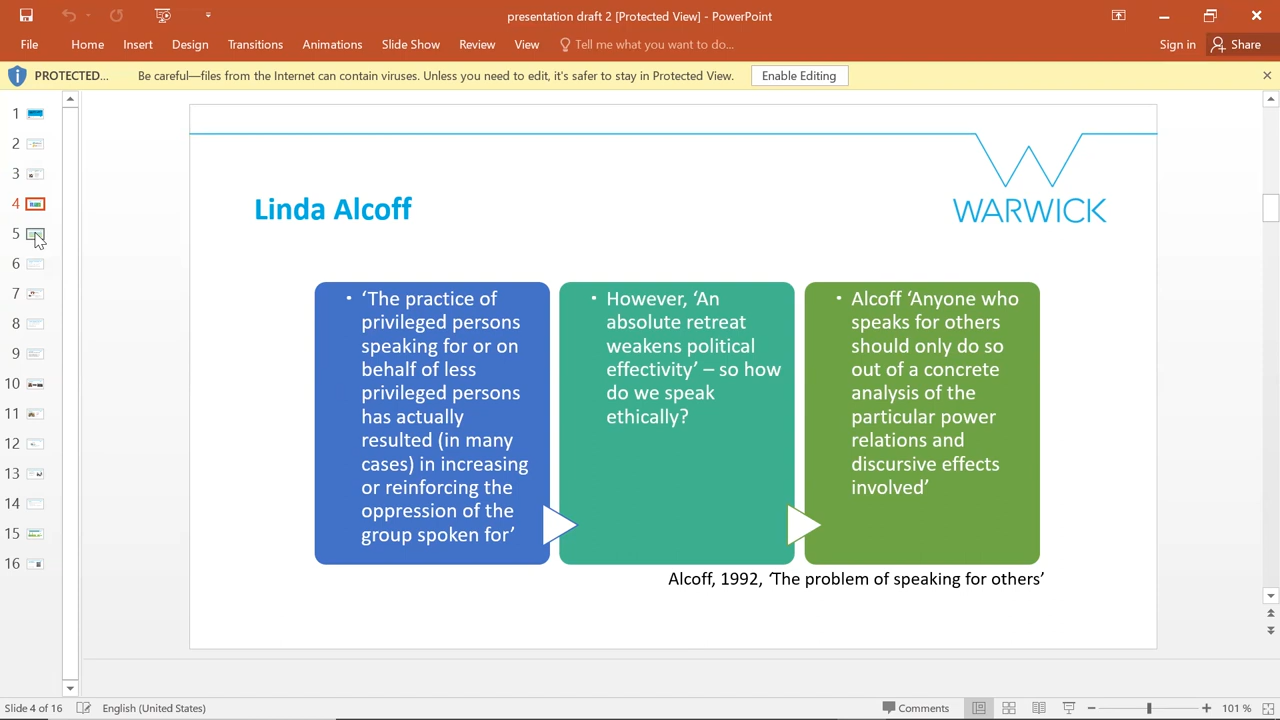 presentation draft 2 [Protected View] - PowerPoint
File Home Insert Design Transitions Animations Slide Show Review View Tell me what you want to do... Sign in Share
PROTECTED... Be careful—files from the Internet can contain viruses. Unless you need to edit, it's safer to stay in Protected View. Enable Editing
1
2
3
4
5
6
7
8
9
10
11
12
13
14
15
16
WARWICK
Linda Alcoff
• ‘The practice of
privileged persons
speaking for or on
behalf of less
privileged persons
has actually
resulted (in many
cases) in increasing
or reinforcing the
oppression of the
group spoken for’
• However, ‘An
absolute retreat
weakens political
effectivity’ – so how
do we speak
ethically?
• Alcoff ‘Anyone who
speaks for others
should only do so
out of a concrete
analysis of the
particular power
relations and
discursive effects
involved’
Alcoff, 1992, ‘The problem of speaking for others’
Slide 4 of 16 English (United States) Comments 101 %